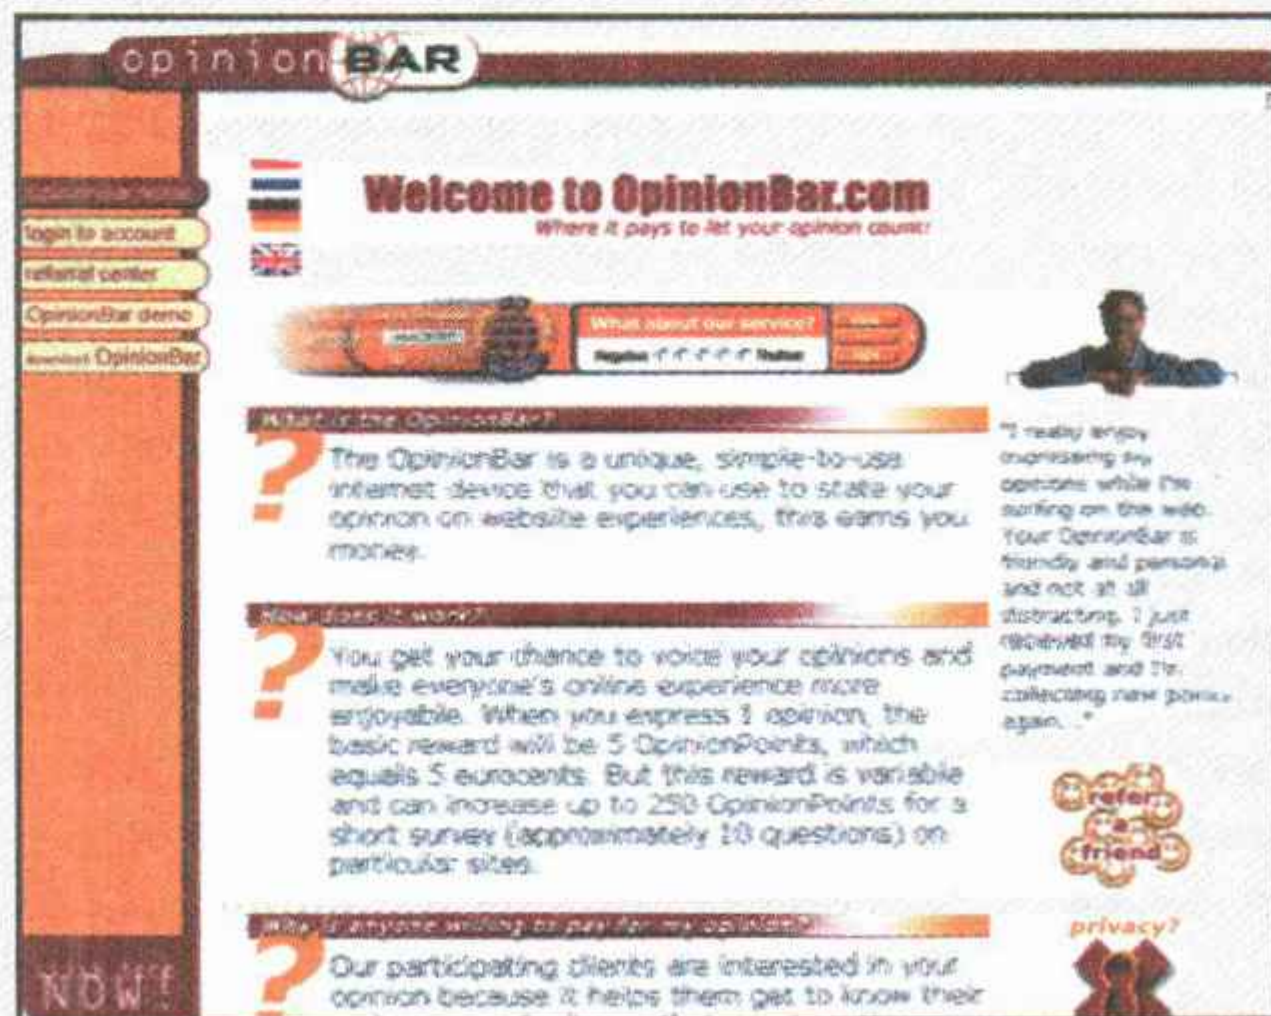 opinion BAR
Welcome to OpinionBar.com
Where it pays to let your opinion count!
login to account
referral center
OpinionBar demo
download OpinionBar
What about our service?
Negative Positive
What is the OpinionBar?
The OpinionBar is a unique, simple-to-use
internet device that you can use to state your
opinion on website experiences, this earns you
money.
How does it work?
You get your chance to voice your opinions and
make everyone's online experience more
enjoyable. When you express 1 opinion, the
basic reward will be 5 OpinionPoints, which
equals 5 eurocents. But this reward is variable
and can increase up to 250 OpinionPoints for a
short survey (approximately 10 questions) on
particular sites.
Why is anyone willing to pay for my opinion?
Our participating clients are interested in your
opinion because it helps them get to know their
"I really enjoy
expressing my
opinions while I'm
surfing on the web.
Your OpinionBar is
friendly and personal
and not at all
distracting. I just
recieved my first
payment and I'm
collecting new points
again..."
refer
a
friend
privacy?
NOW!